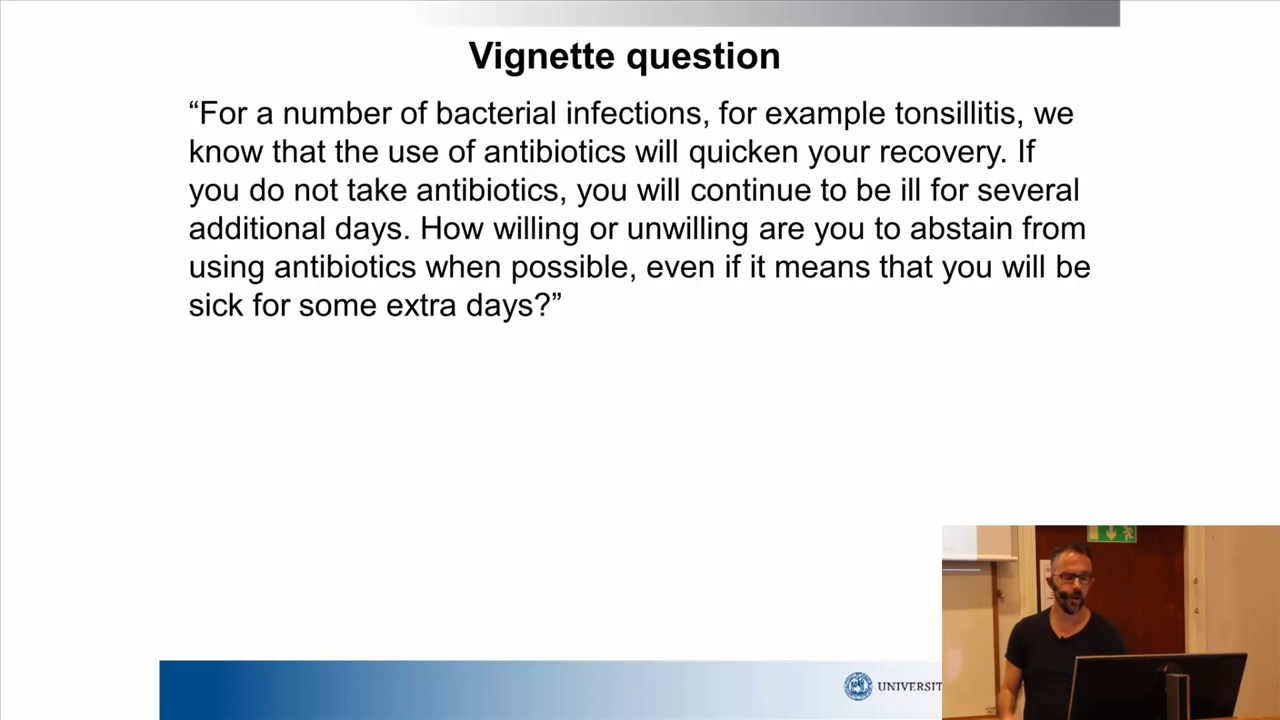 Vignette question
“For a number of bacterial infections, for example tonsillitis, we
know that the use of antibiotics will quicken your recovery. If
you do not take antibiotics, you will continue to be ill for several
additional days. How willing or unwilling are you to abstain from
using antibiotics when possible, even if it means that you will be
sick for some extra days?”
UNIVERSIT